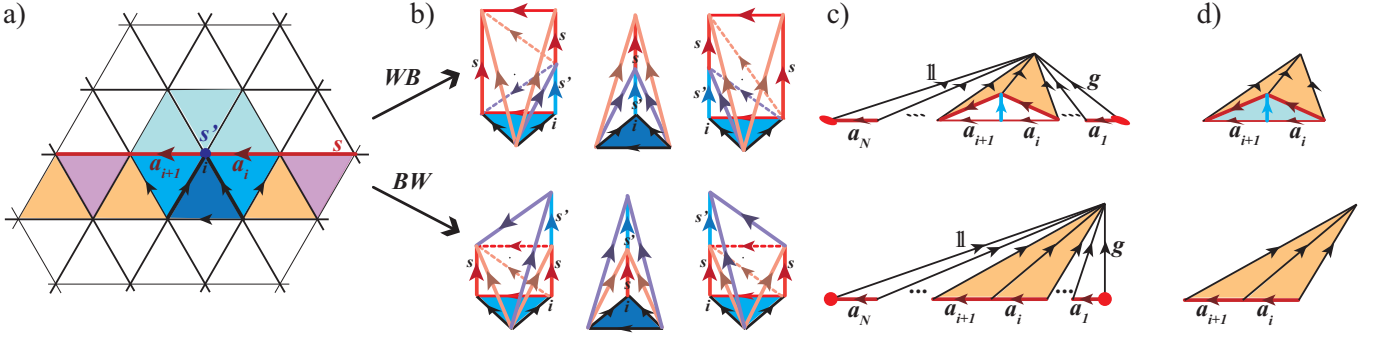 a)
b)
c)
d)
WB
BW
s'
s
i
a_{i+1}
a_i
s
s'
s
i
s
s'
i
s
s'
i
s'
s
s
i
s'
s
i
s'
s
s
i
𝟙
g
a_N
...
a_{i+1}
a_i
...
a_1
𝟙
g
a_N
...
a_{i+1}
a_i
...
a_1
a_{i+1}
a_i
a_{i+1}
a_i